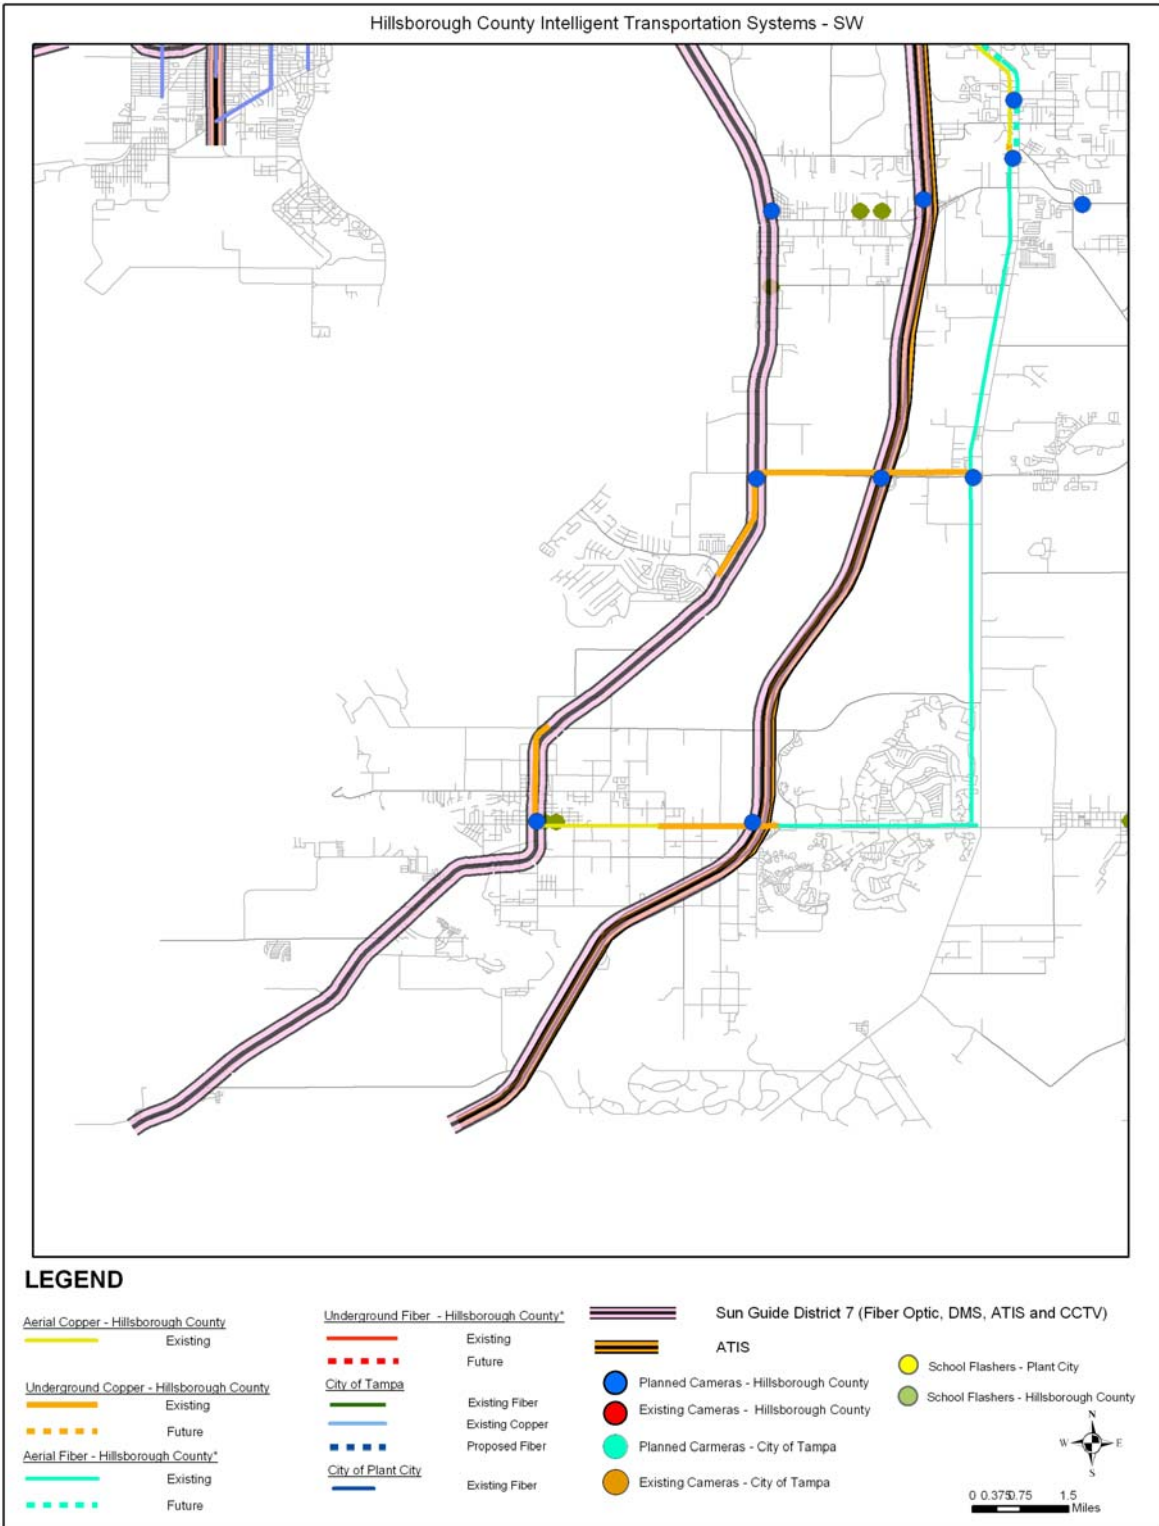 Hillsborough County Intelligent Transportation Systems - SW
LEGEND
Aerial Copper - Hillsborough County
Existing
Underground Copper - Hillsborough County
Existing
Future
Aerial Fiber - Hillsborough County*
Existing
Future
Underground Fiber - Hillsborough County*
Existing
Future
City of Tampa
Existing Fiber
Existing Copper
Proposed Fiber
City of Plant City
Existing Fiber
Sun Guide District 7 (Fiber Optic, DMS, ATIS and CCTV)
ATIS
Planned Cameras - Hillsborough County
Existing Cameras - Hillsborough County
Planned Carmeras - City of Tampa
Existing Cameras - City of Tampa
School Flashers - Plant City
School Flashers - Hillsborough County
N
W E
S
0 0.375 0.75 1.5
Miles